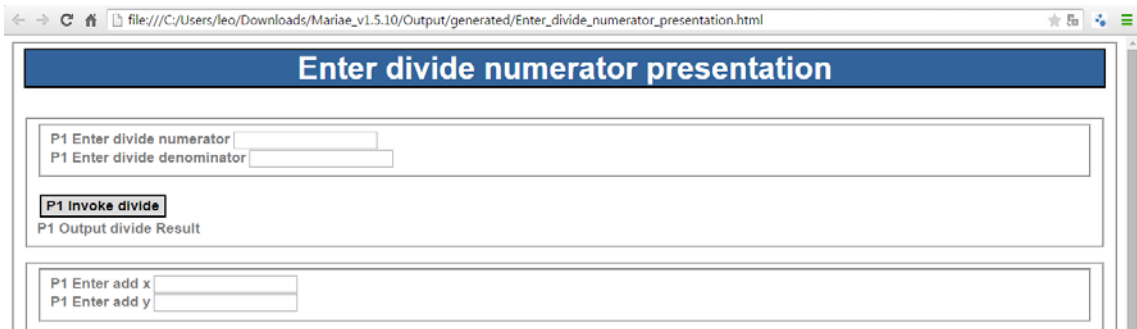 file:///C:/Users/leo/Downloads/Mariae_v1.5.10/Output/generated/Enter_divide_numerator_presentation.html
Enter divide numerator presentation
P1 Enter divide numerator
P1 Enter divide denominator
P1 Invoke divide
P1 Output divide Result
P1 Enter add x
P1 Enter add y